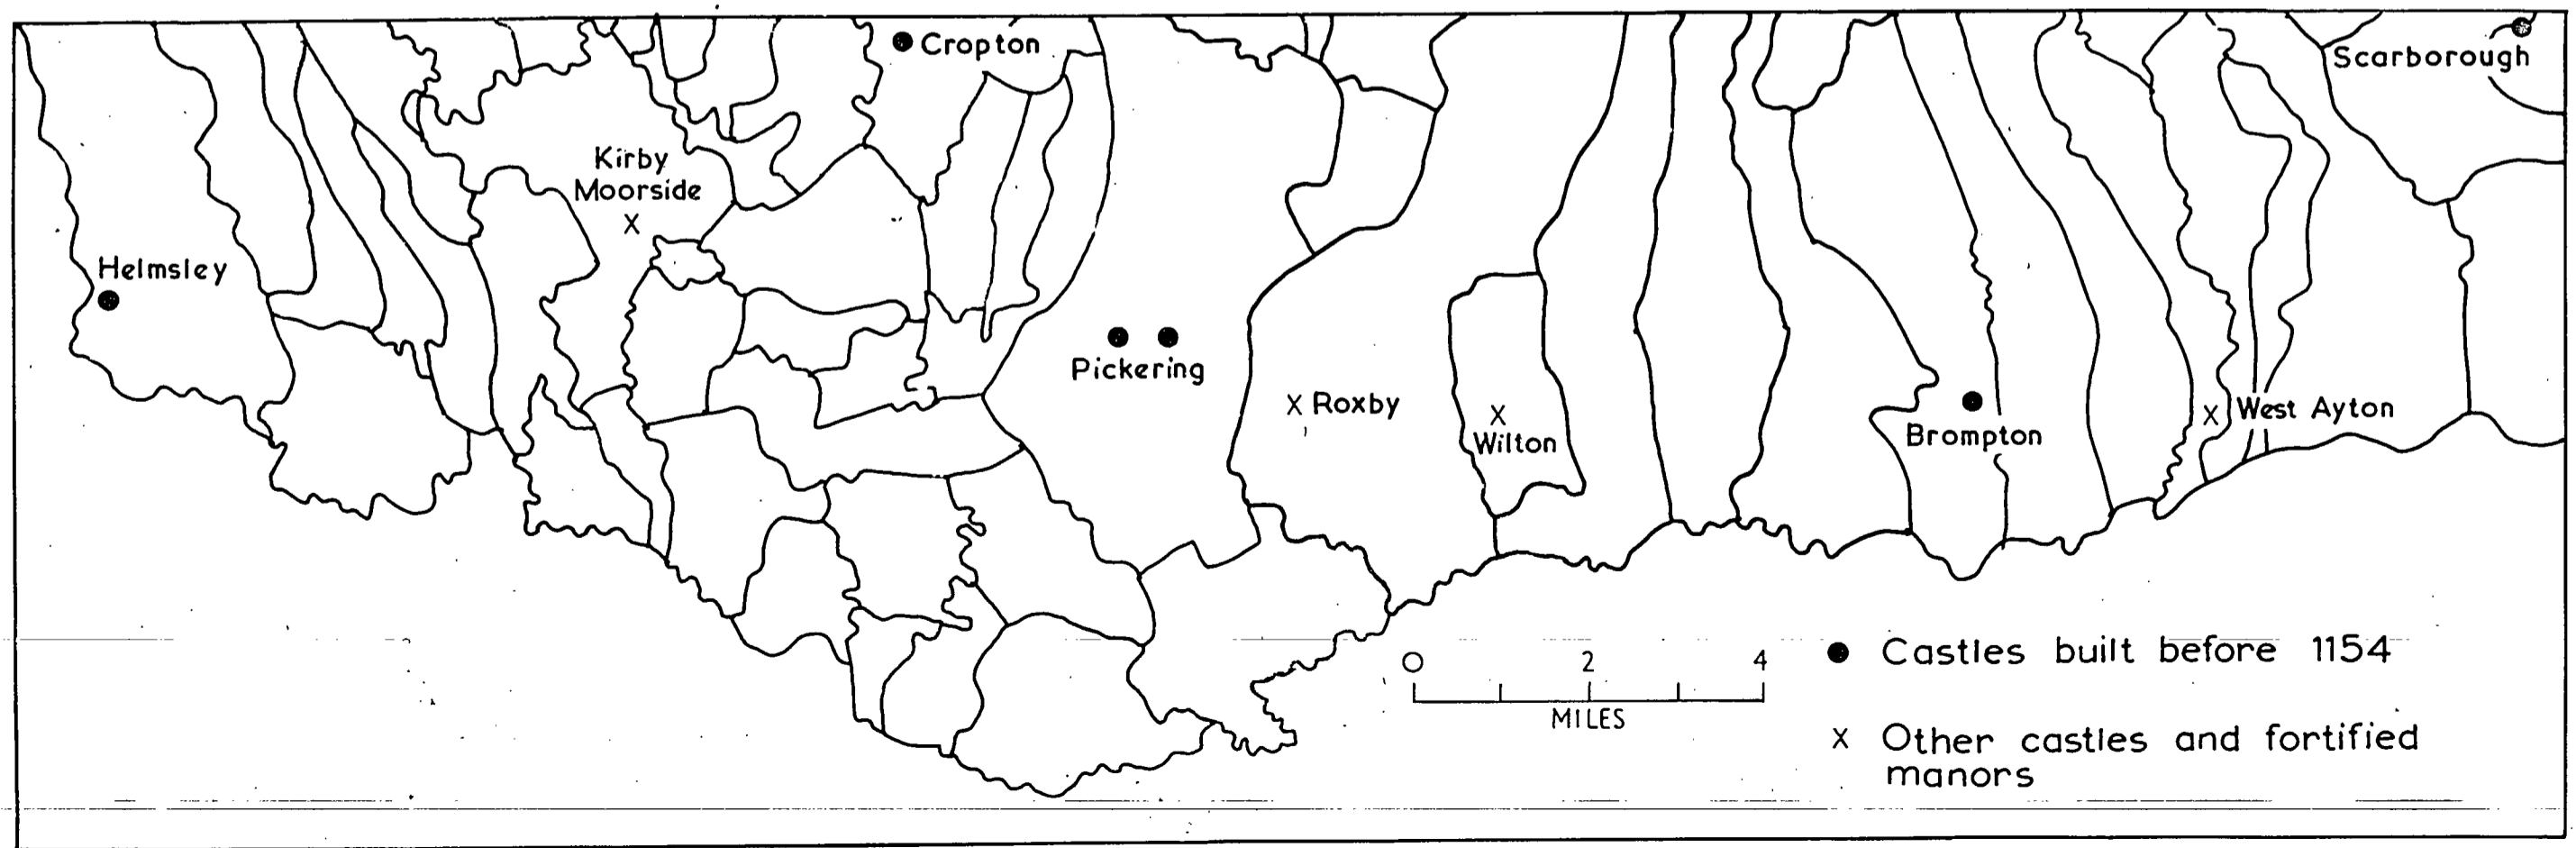 Cropton
Scarborough
Kirby
Moorside
X
Helmsley
Pickering
X Roxby
X
Wilton
Brompton
X West Ayton
0 2 4
MILES
Castles built before 1154
X Other castles and fortified
manors